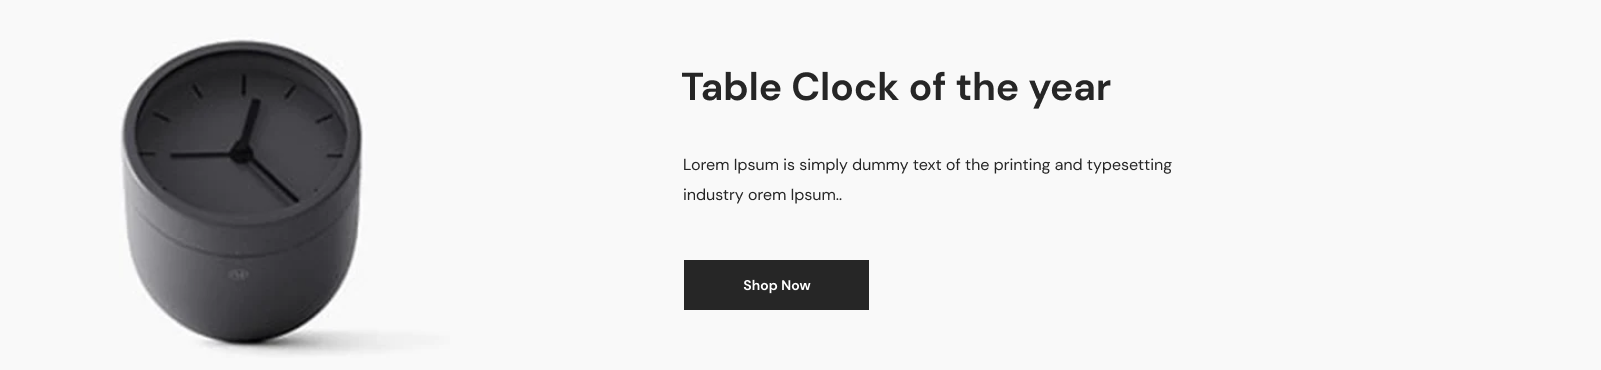 Table Clock of the year
Lorem Ipsum is simply dummy text of the printing and typesetting
industry orem Ipsum..
Shop Now